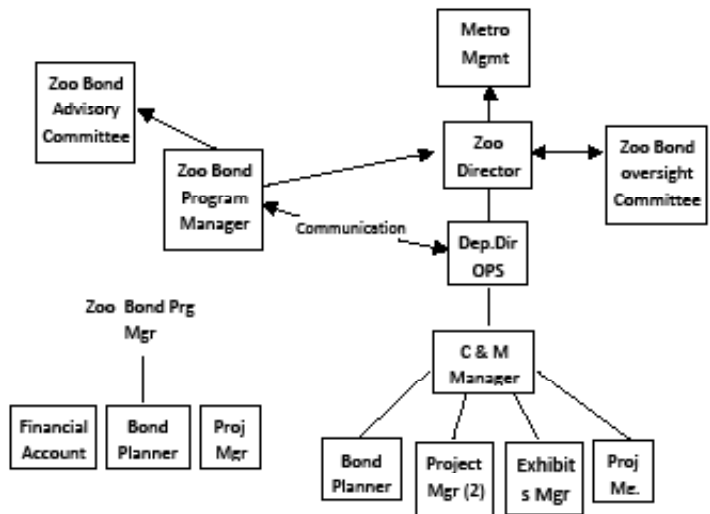 Metro
Mgmt
Zoo Bond
Advisory
Committee
Zoo
Director
Zoo Bond
oversight
Committee
Zoo Bond
Program
Manager
Communication
Dep.Dir
OPS
Zoo Bond Prg
Mgr
C & M
Manager
Financial
Account
Bond
Planner
Proj
Mgr
Bond
Planner
Project
Mgr (2)
Exhibit
s Mgr
Proj
Me.